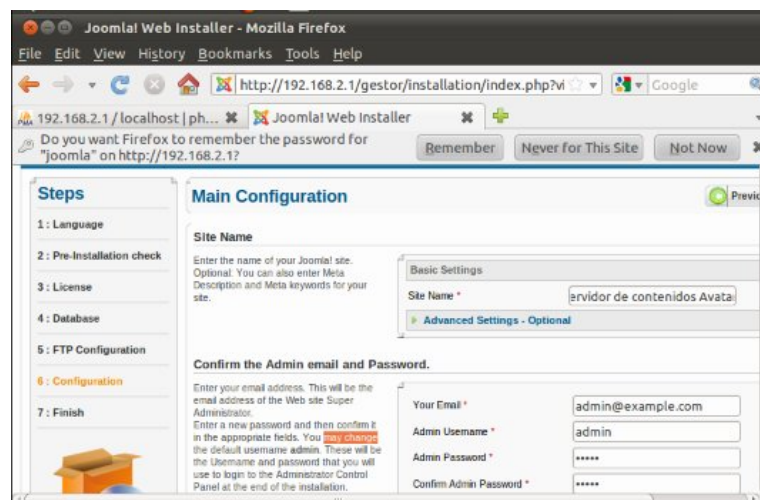 Joomla! Web Installer - Mozilla Firefox
File Edit View History Bookmarks Tools Help
http://192.168.2.1/gestor/installation/index.php?vi
Google
192.168.2.1 / localhost | ph...
Joomla! Web Installer
Do you want Firefox to remember the password for
"joomla" on http://192.168.2.1?
Remember
Never for This Site
Not Now
Steps
1 : Language
2 : Pre-Installation check
3 : License
4 : Database
5 : FTP Configuration
6 : Configuration
7 : Finish
Main Configuration
Previc
Site Name
Enter the name of your Joomla! site.
Optional: You can also enter Meta
Description and Meta keywords for your
site.
Basic Settings
Site Name *
ervidor de contenidos Avata
Advanced Settings - Optional
Confirm the Admin email and Password.
Enter your email address. This will be the
email address of the Web site Super
Administrator.
Enter a new password and then confirm it
in the appropriate fields. You may change
the default username admin. These will be
the Username and password that you will
use to login to the Administrator Control
Panel at the end of the installation.
Your Email *
admin@example.com
Admin Username *
admin
Admin Password *
•••••
Confirm Admin Password *
•••••